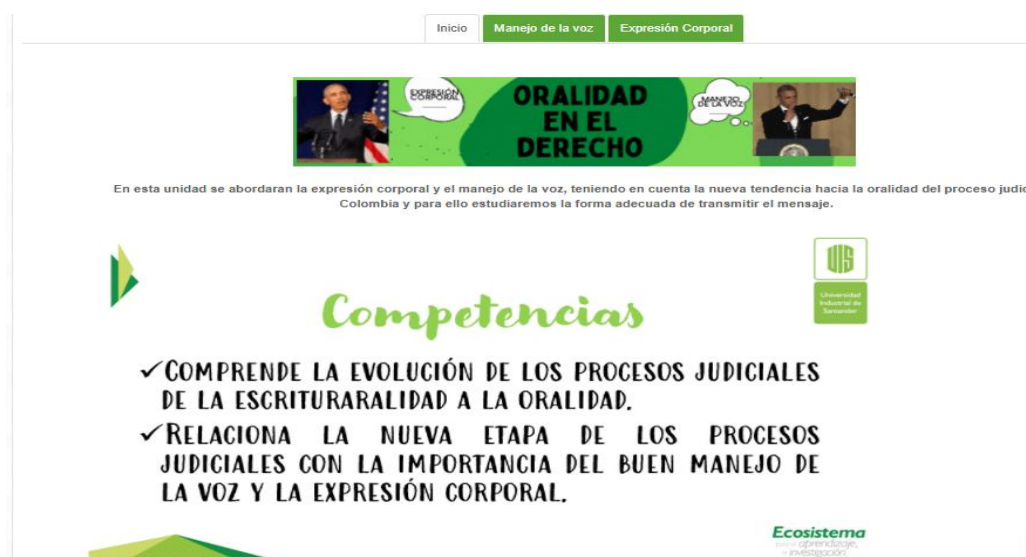 Inicio Manejo de la voz Expresión Corporal
EXPRESIÓN
CORPORAL
ORALIDAD
EN EL
DERECHO
MANEJO
DE LA VOZ
En esta unidad se abordaran la expresión corporal y el manejo de la voz, teniendo en cuenta la nueva tendencia hacia la oralidad del proceso judic
Colombia y para ello estudiaremos la forma adecuada de transmitir el mensaje.
UIS
Universidad
Industrial de
Santander
Competencias
✓COMPRENDE LA EVOLUCIÓN DE LOS PROCESOS JUDICIALES
DE LA ESCRITURARALIDAD A LA ORALIDAD.
✓RELACIONA LA NUEVA ETAPA DE LOS PROCESOS
JUDICIALES CON LA IMPORTANCIA DEL BUEN MANEJO DE
LA VOZ Y LA EXPRESIÓN CORPORAL.
Ecosistema
aprendizaje,
investigación